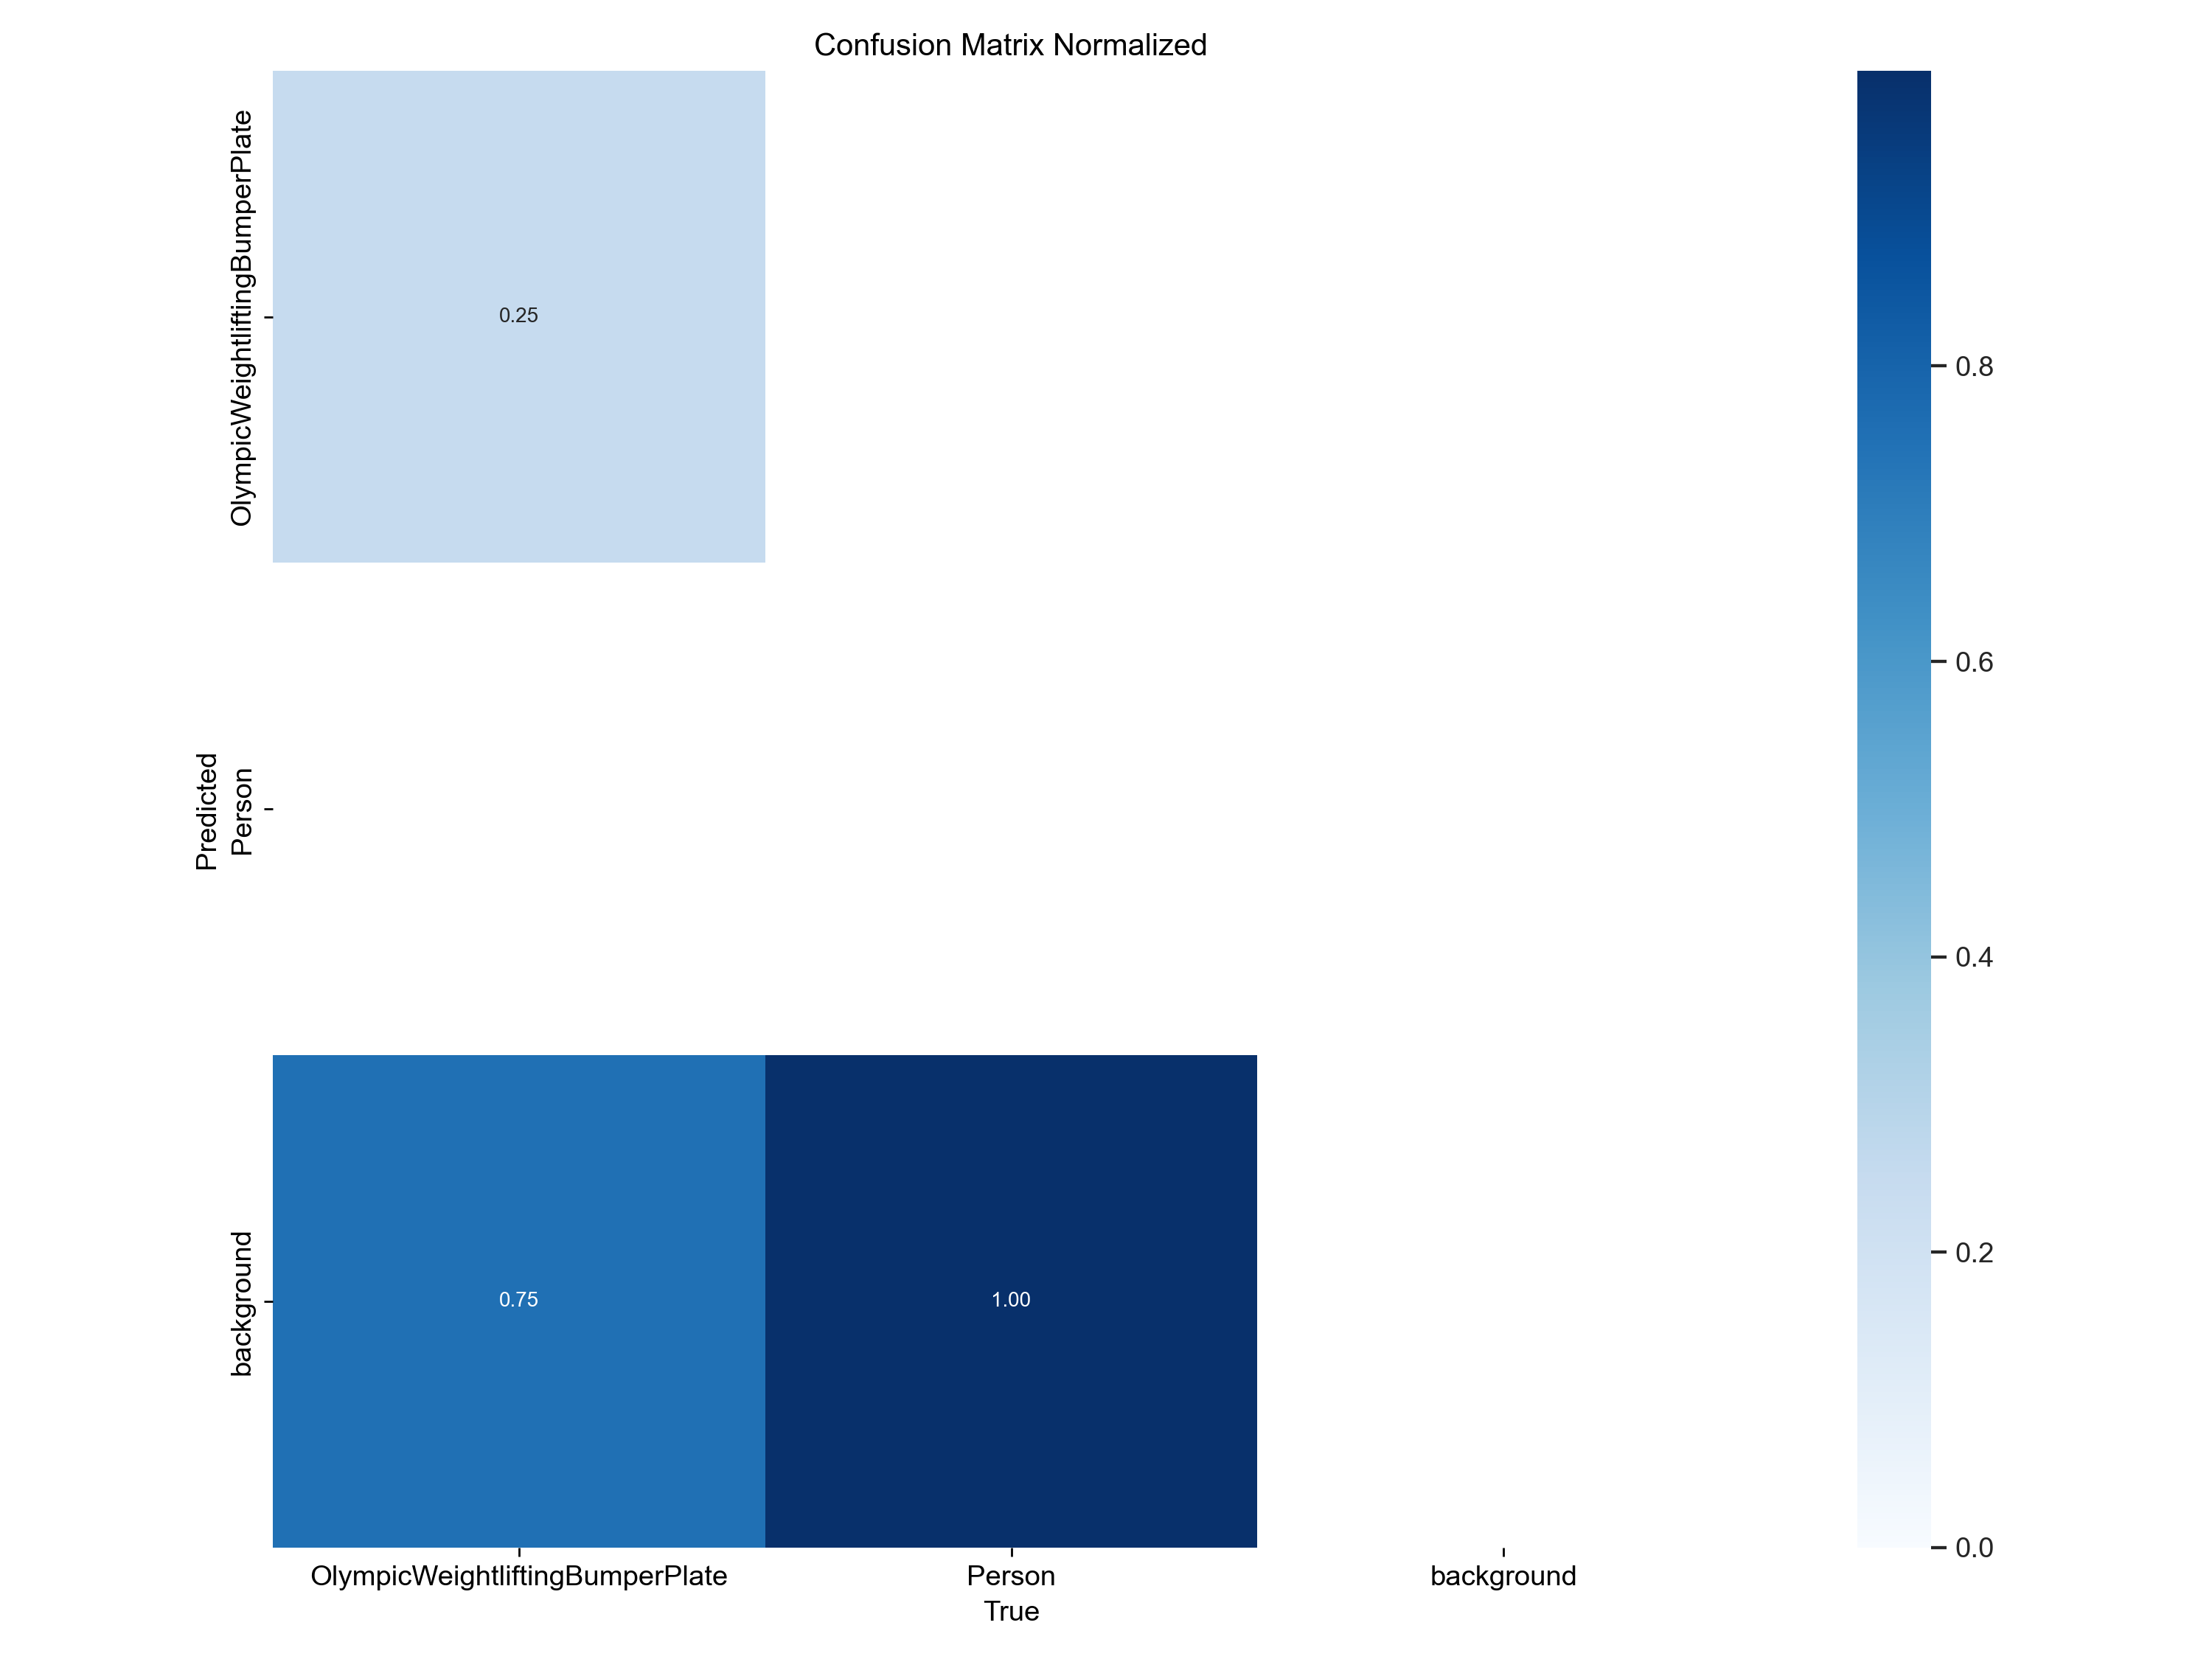 Confusion Matrix Normalized
OlympicWeightliftingBumperPlate
Person
background
Predicted
0.25
0.75
1.00
OlympicWeightliftingBumperPlate
Person
background
True
0.8
0.6
0.4
0.2
0.0